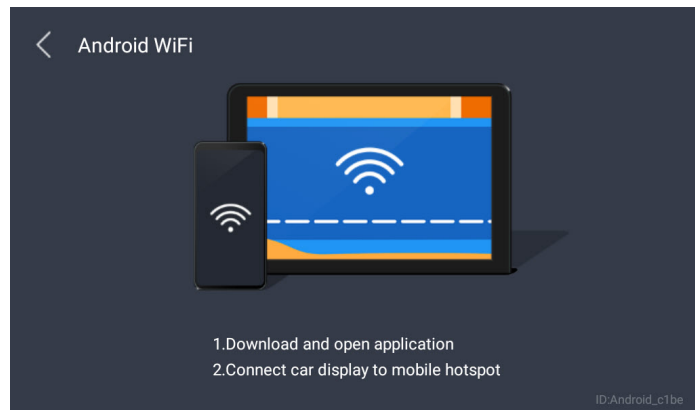 Android WiFi
1.Download and open application
2.Connect car display to mobile hotspot
ID:Android_c1be